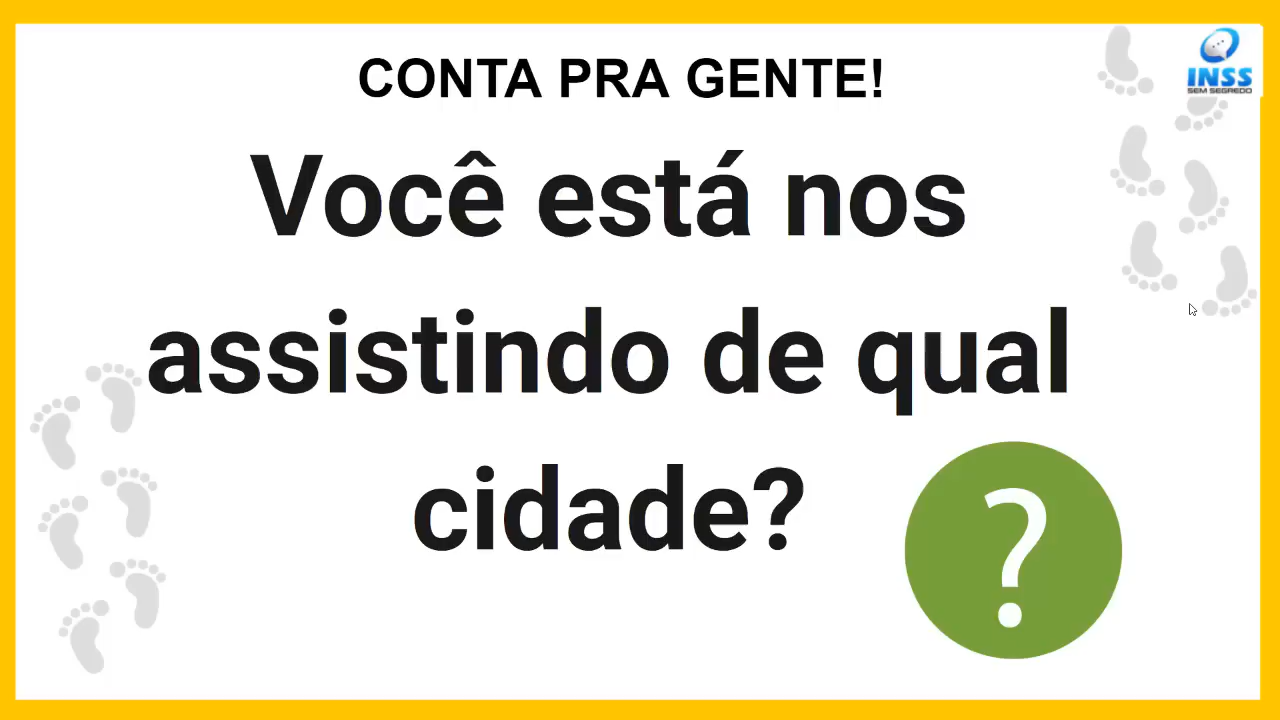 CONTA PRA GENTE!
INSS
SEM SEGREDO
Você está nos
assistindo de qual
cidade?
?